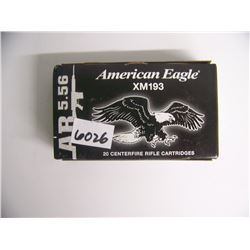 American Eagle®
XM193
AR 5.56
6026
20 CENTERFIRE RIFLE CARTRIDGES